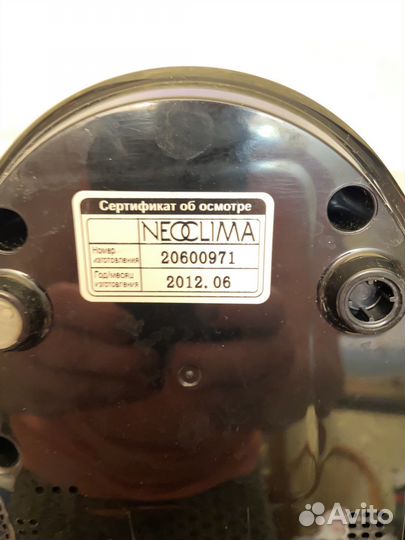 Сертификат об осмотре
NEOCLIMA
Номер
изготовления 20600971
Год/месяц
изготовления 2012.06
Avito